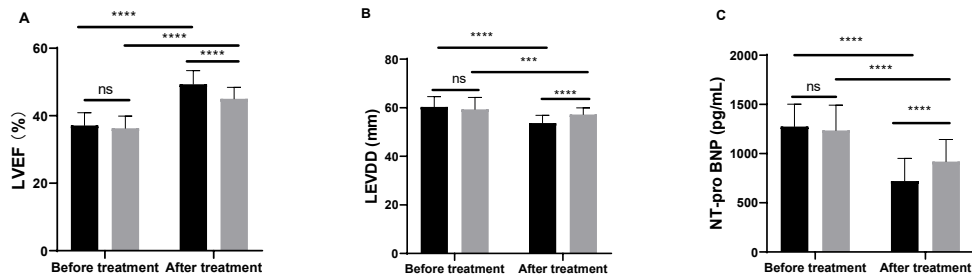 A
****
****
****
ns
LVEF (%)
60
40
20
0
Before treatment After treatment
B
****
***
ns
****
LEVDD (mm)
80
60
40
20
0
Before treatment After treatment
C
****
****
ns
****
NT-pro BNP (pg/mL)
2000
1500
1000
500
0
Before treatment After treatment